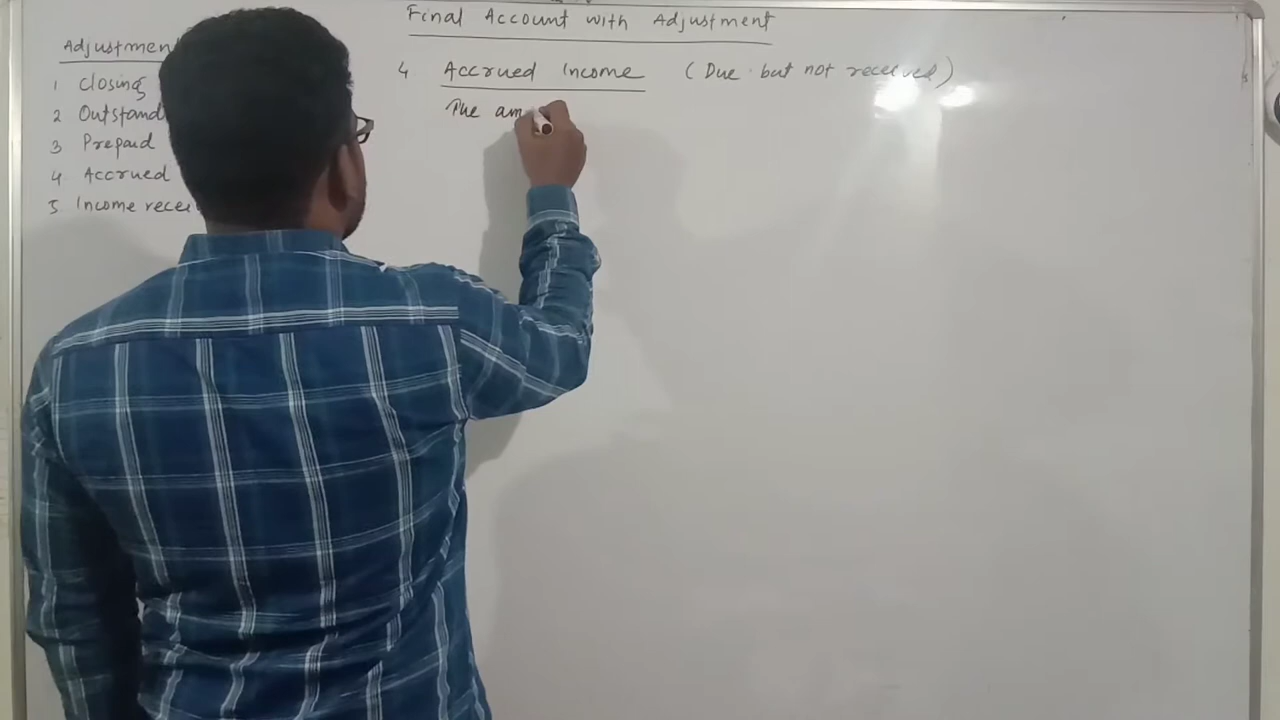 Final Account with Adjustment
Adjustmen
1 Closing
2 Outstand
3 Prepaid
4 Accrued
5 Income recei
4 Accrued Income (Due but not received)
The am